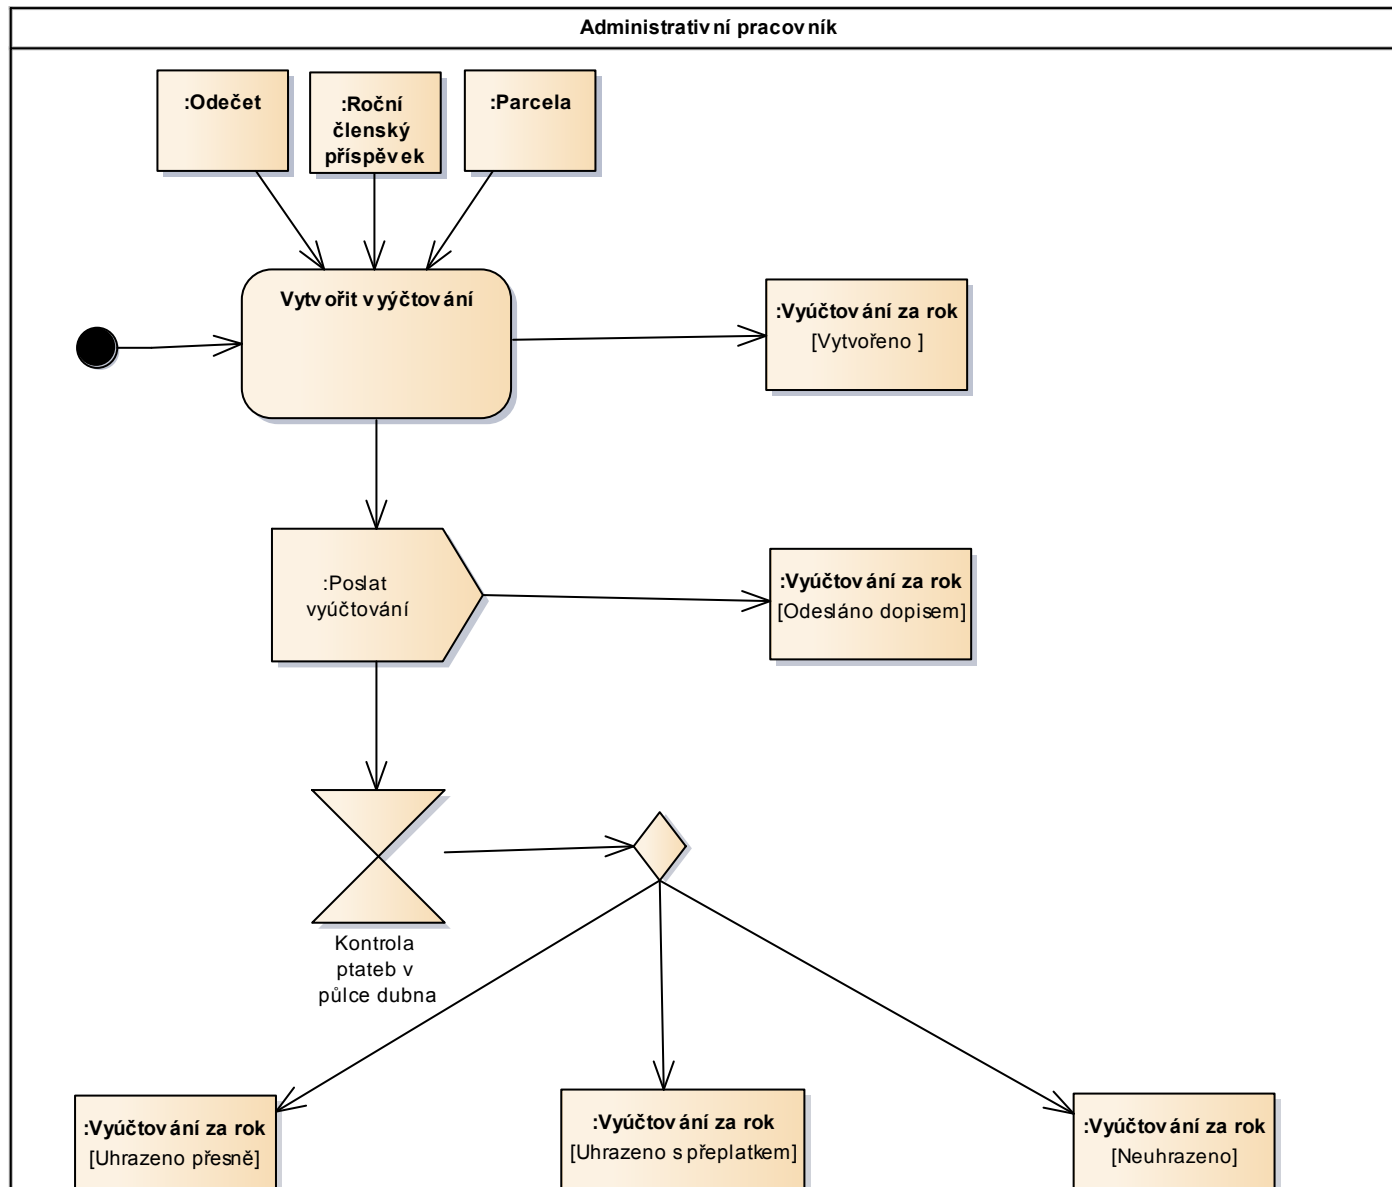 Administrativní pracovník
:Odečet
:Roční
členský
příspěvek
:Parcela
Vytvořit vyýčtování
:Vyúčtování za rok
[Vytvořeno ]
:Poslat
vyúčtování
:Vyúčtování za rok
[Odesláno dopisem]
Kontrola
ptateb v
půlce dubna
:Vyúčtování za rok
[Uhrazeno přesně]
:Vyúčtování za rok
[Uhrazeno s přeplatkem]
:Vyúčtování za rok
[Neuhrazeno]